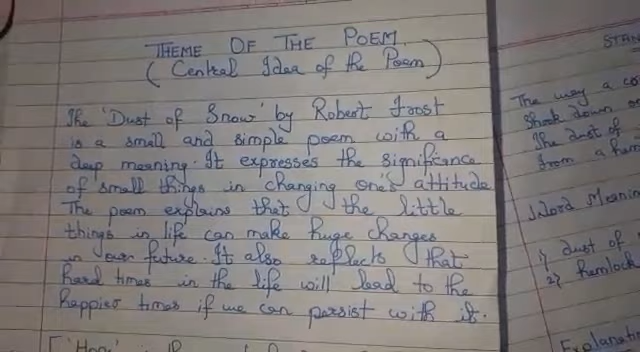 THEME OF THE POEM.
(Central Idea of the Poem)
The 'Dust of Snow' by Robert Frost
is a small and simple poem with a
deep meaning. It expresses the significance
of small things in changing one's attitude
The poem explains that the little
things in life can make huge changes
in our future. It also reflects that
hard times in the life will lead to the
happier times if we can persist with it.
STAN
The way a
Shook down
The dust of
from a hem
Word Meanin
1) dust of
2) hemlock
Explanatio